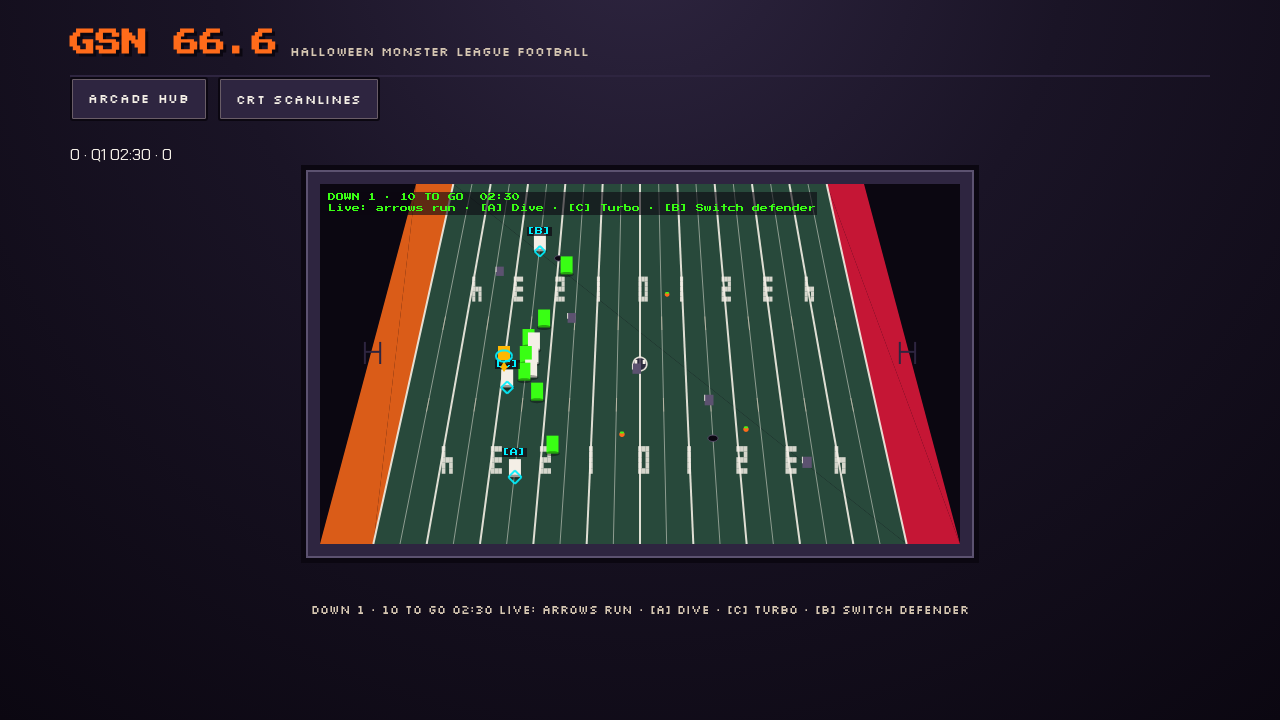 GSN 66.6 HALLOWEEN MONSTER LEAGUE FOOTBALL
ARCADE HUB CRT SCANLINES
0 · Q1 02:30 · 0
DOWN 1 · 10 TO GO 02:30
Live: arrows run · [A] Dive · [C] Turbo · [B] Switch defender
[B]
[A]
DOWN 1 · 10 TO GO 02:30 LIVE: ARROWS RUN · [A] DIVE · [C] TURBO · [B] SWITCH DEFENDER